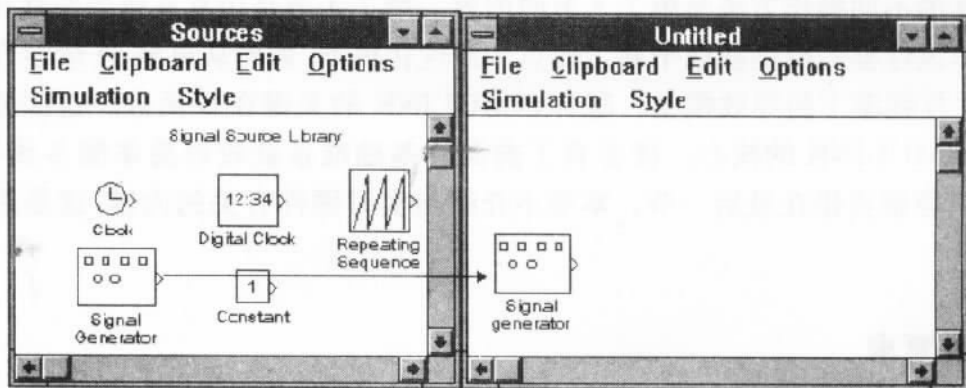 Sources
File Clipboard Edit Options
Simulation Style
Signal Source Library
Clock
12:34
Digital Clock
Repeating
Sequence
Signal
Generator
1
Constant
Untitled
File Clipboard Edit Options
Simulation Style
Signal
generator